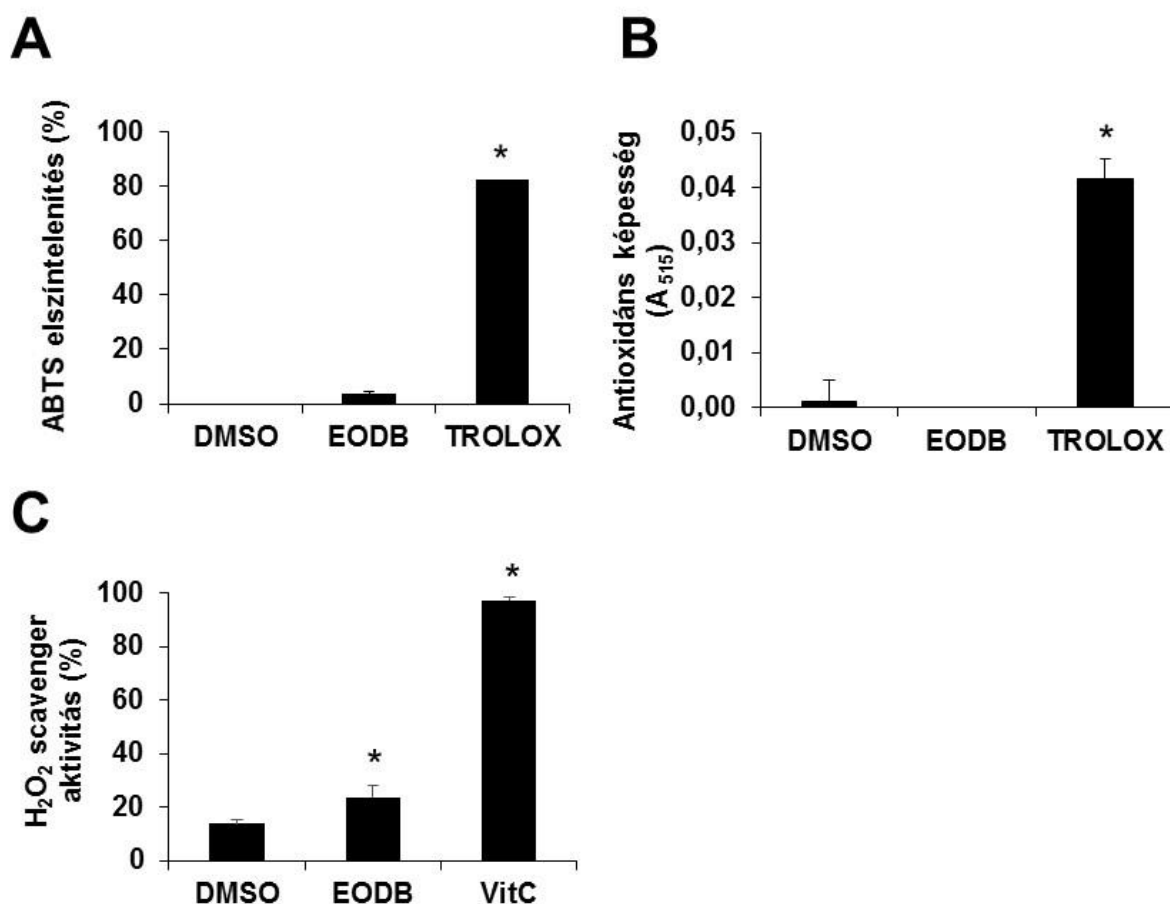 A
ABTS elszíntelenítés (%)
100
80
60
40
20
0
*
DMSO EODB TROLOX
B
Antioxidáns képesség
(A515)
0,05
0,04
0,03
0,02
0,01
0,00
*
DMSO EODB TROLOX
C
H2O2 scavenger
aktivitás (%)
100
80
60
40
20
0
*
*
DMSO EODB VitC